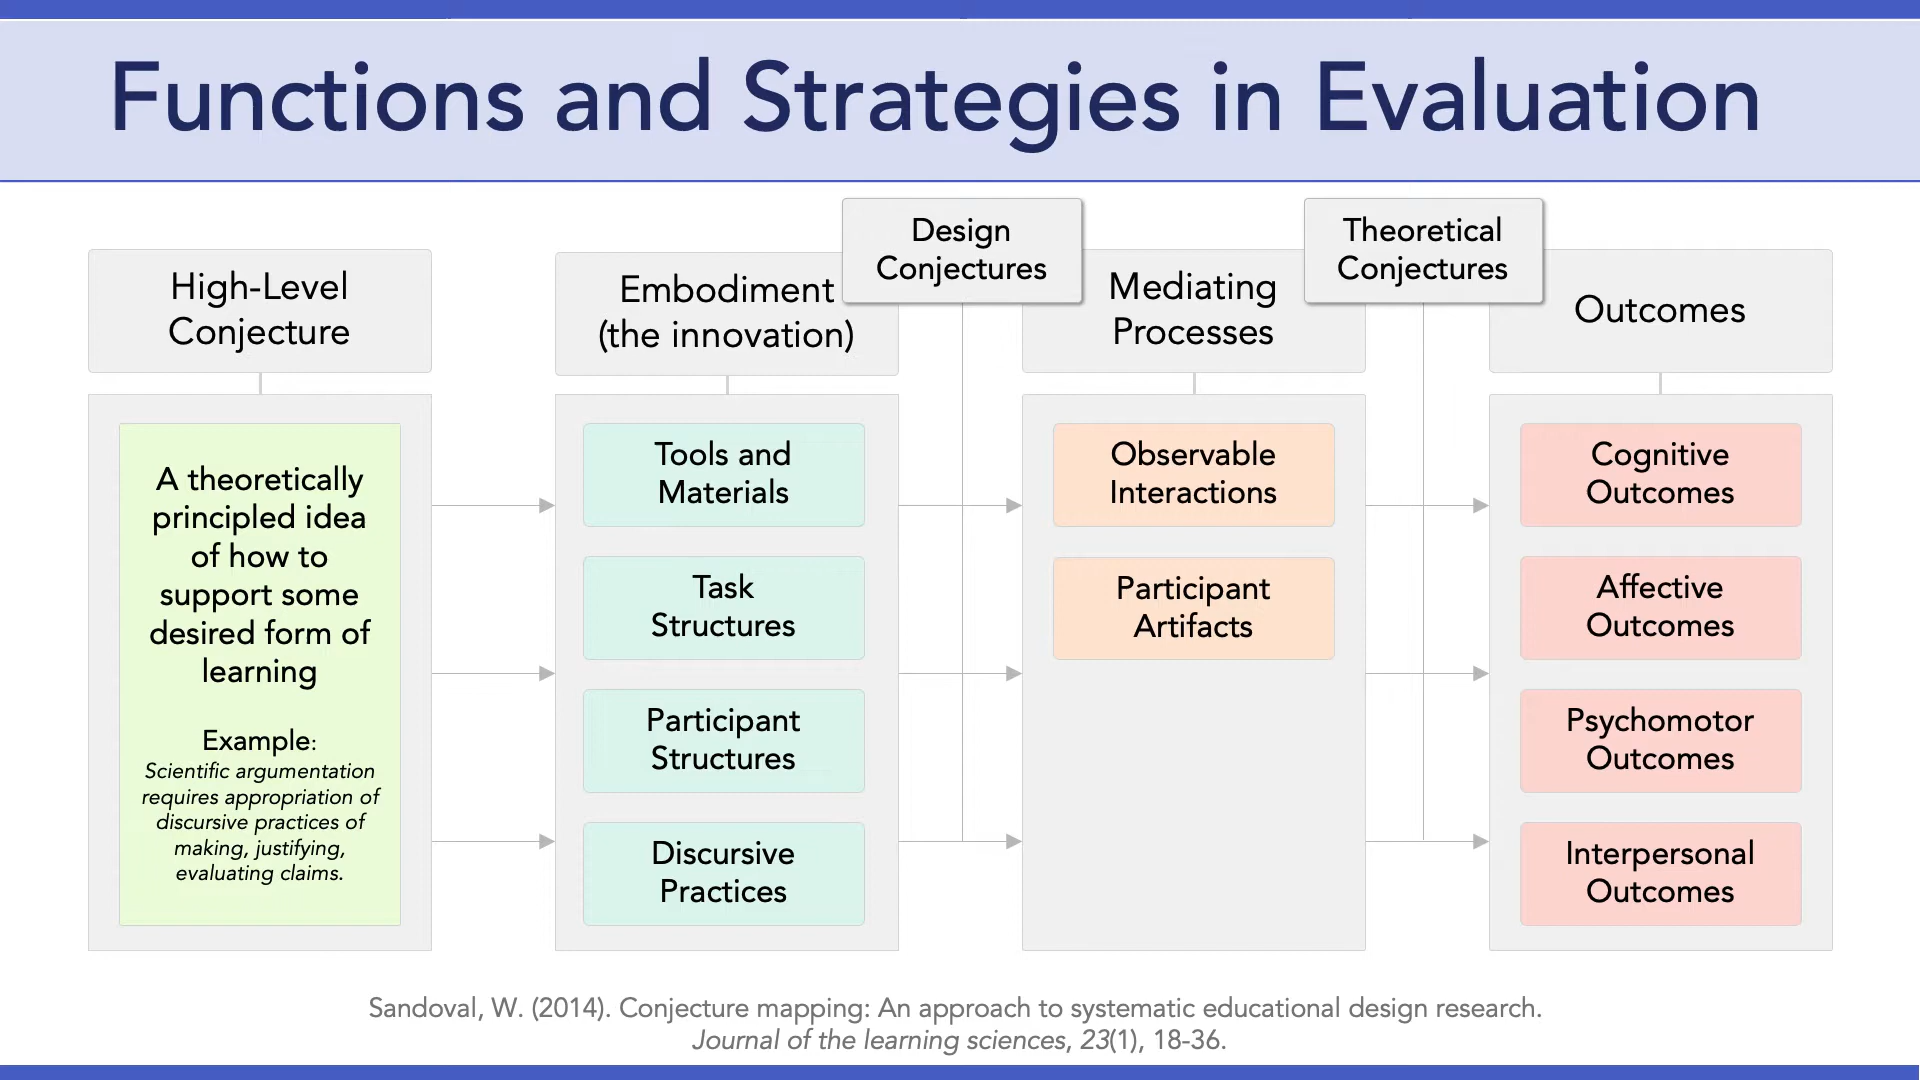 Functions and Strategies in Evaluation
Design
Conjectures
Theoretical
Conjectures
High-Level
Conjecture
Embodiment
(the innovation)
Mediating
Processes
Outcomes
A theoretically
principled idea
of how to
support some
desired form of
learning
Example:
Scientific argumentation
requires appropriation of
discursive practices of
making, justifying,
evaluating claims.
Tools and
Materials
Task
Structures
Participant
Structures
Discursive
Practices
Observable
Interactions
Participant
Artifacts
Cognitive
Outcomes
Affective
Outcomes
Psychomotor
Outcomes
Interpersonal
Outcomes
Sandoval, W. (2014). Conjecture mapping: An approach to systematic educational design research.
Journal of the learning sciences, 23(1), 18-36.